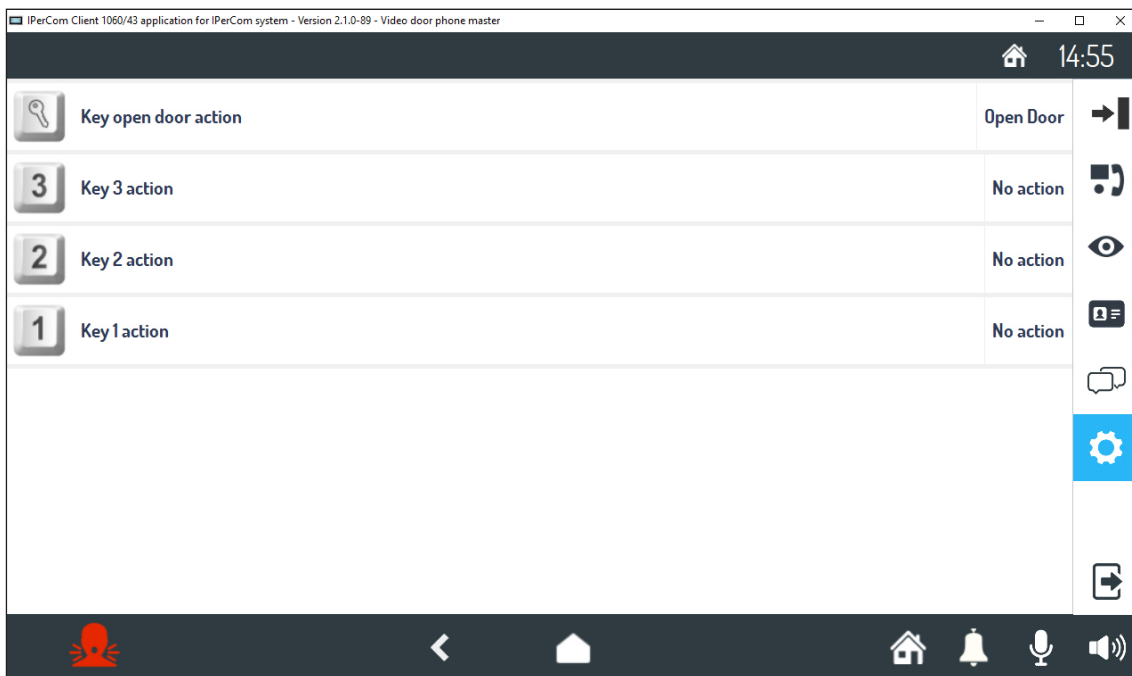 IPerCom Client 1060/43 application for IPerCom system - Version 2.1.0-89 - Video door phone master
14:55
Key open door action Open Door
3 Key 3 action No action
2 Key 2 action No action
1 Key 1 action No action